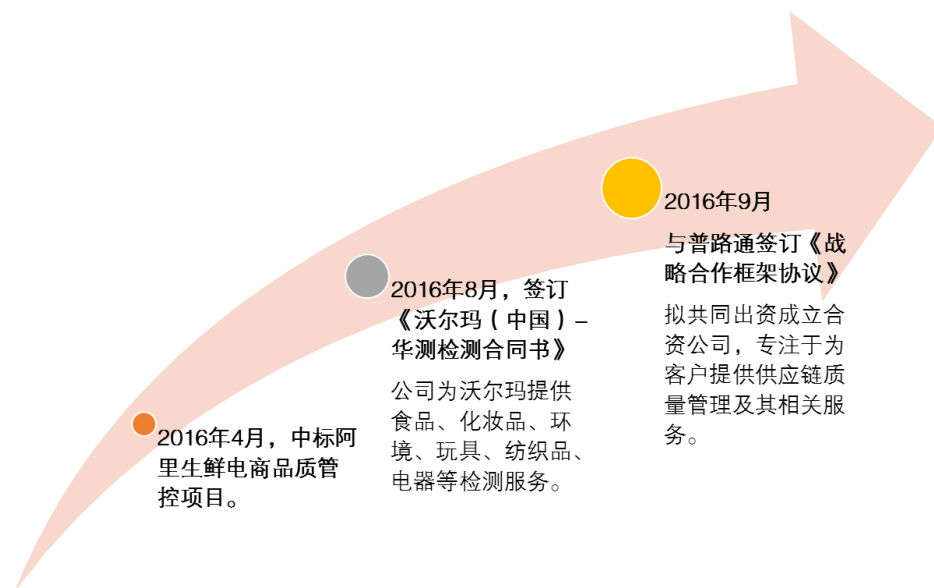 2016年4月，中标阿
里生鲜电商品质管
控项目。
2016年8月，签订
《沃尔玛（中国）–
华测检测合同书》
公司为沃尔玛提供
食品、化妆品、环
境、玩具、纺织品、
电器等检测服务。
2016年9月
与普路通签订《战
略合作框架协议》
拟共同出资成立合
资公司，专注于为
客户提供供应链质
量管理及其相关服
务。